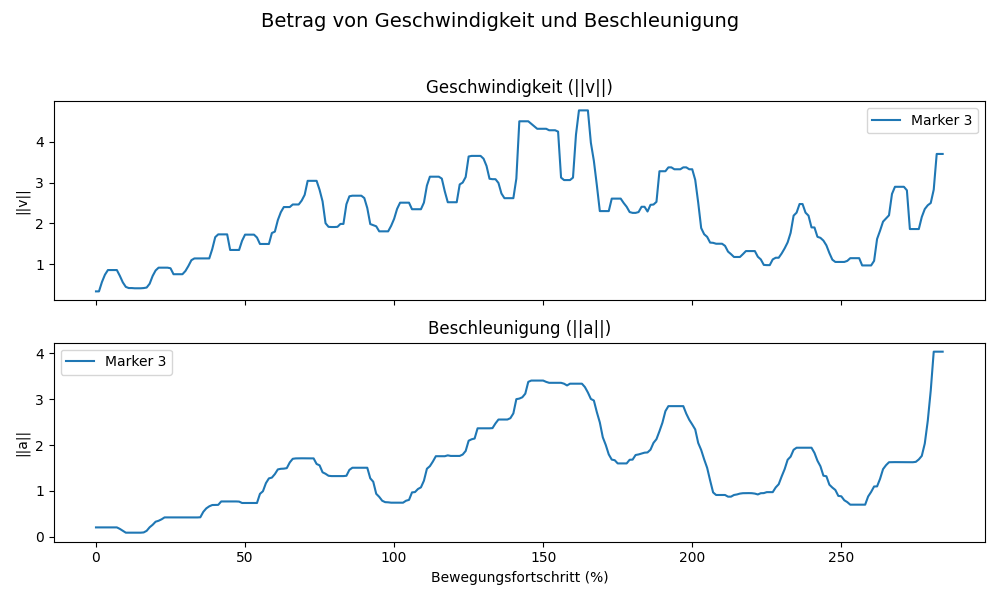 Betrag von Geschwindigkeit und Beschleunigung
Geschwindigkeit (||v||)
Marker 3
||v||
4
3
2
1
Beschleunigung (||a||)
Marker 3
||a||
4
3
2
1
0
0 50 100 150 200 250
Bewegungsfortschritt (%)